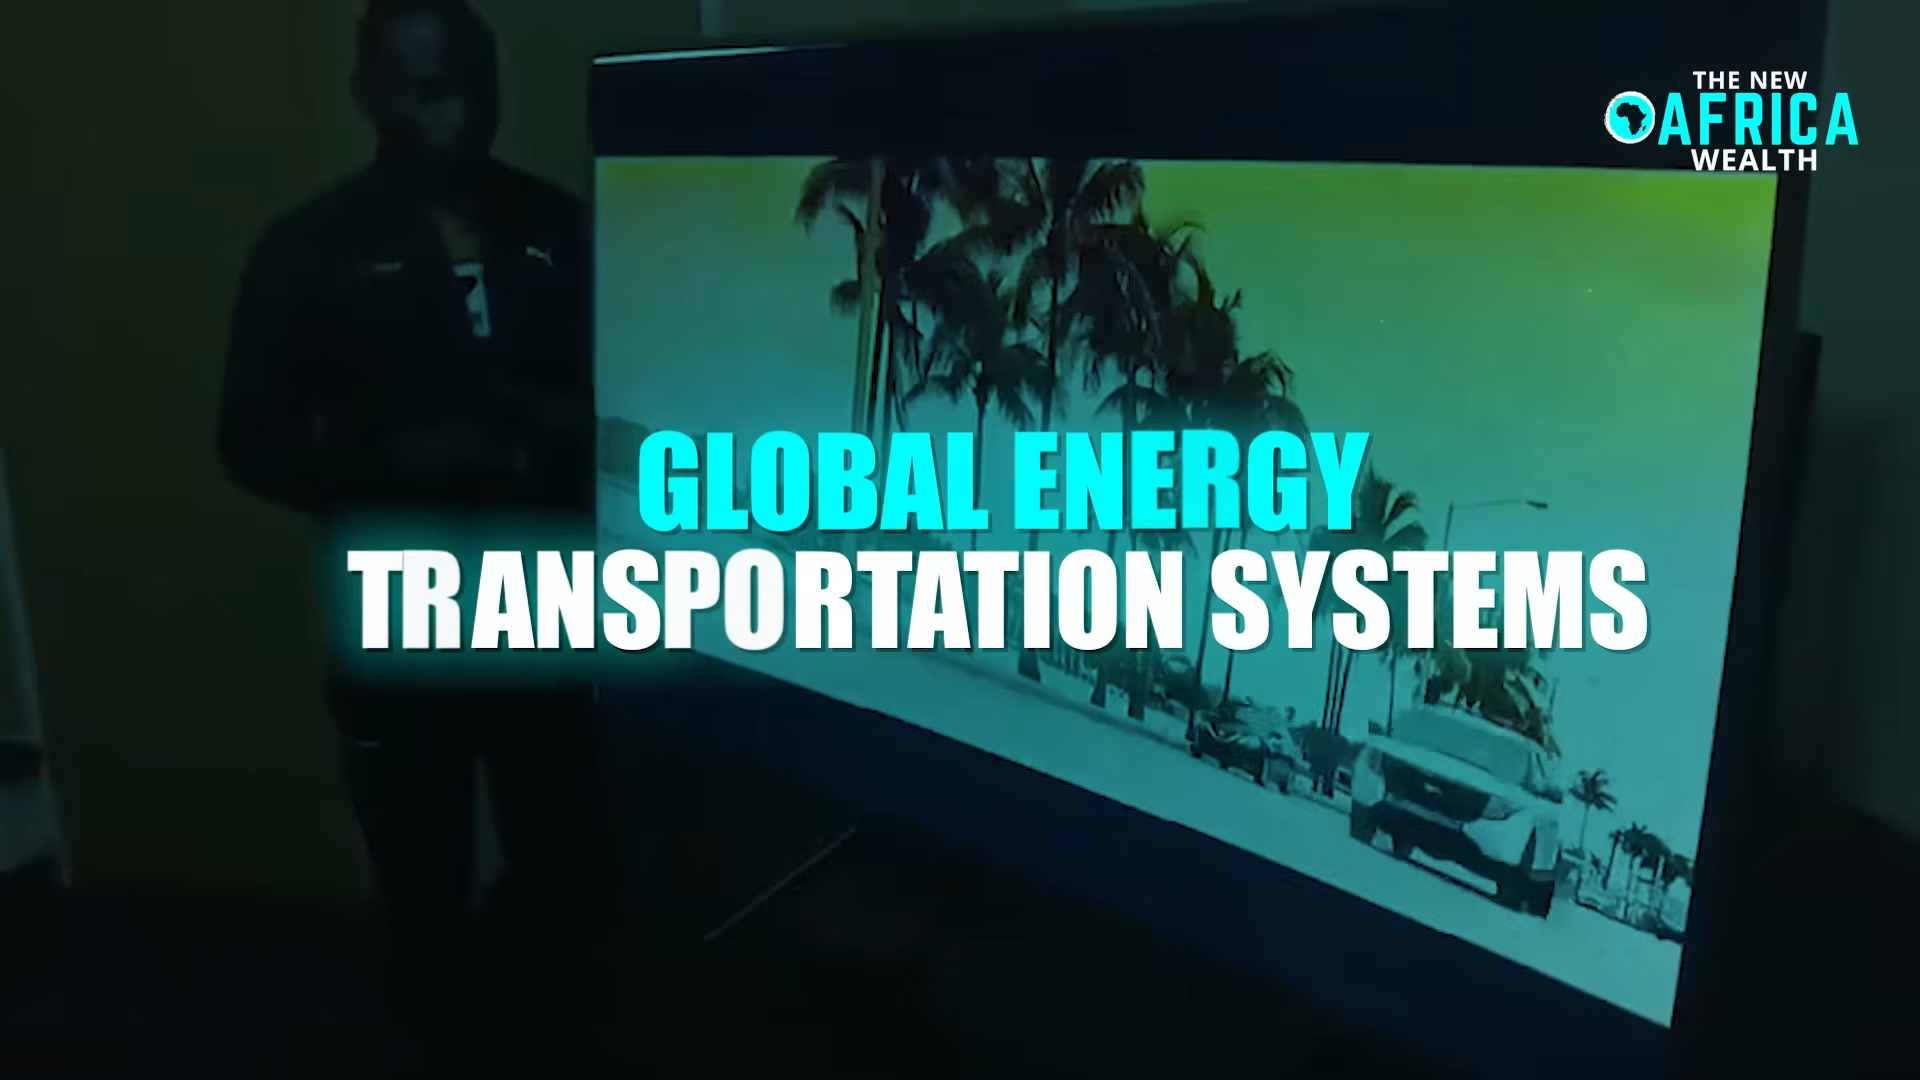 THE NEW
AFRICA
WEALTH
GLOBAL ENERGY
TRANSPORTATION SYSTEMS